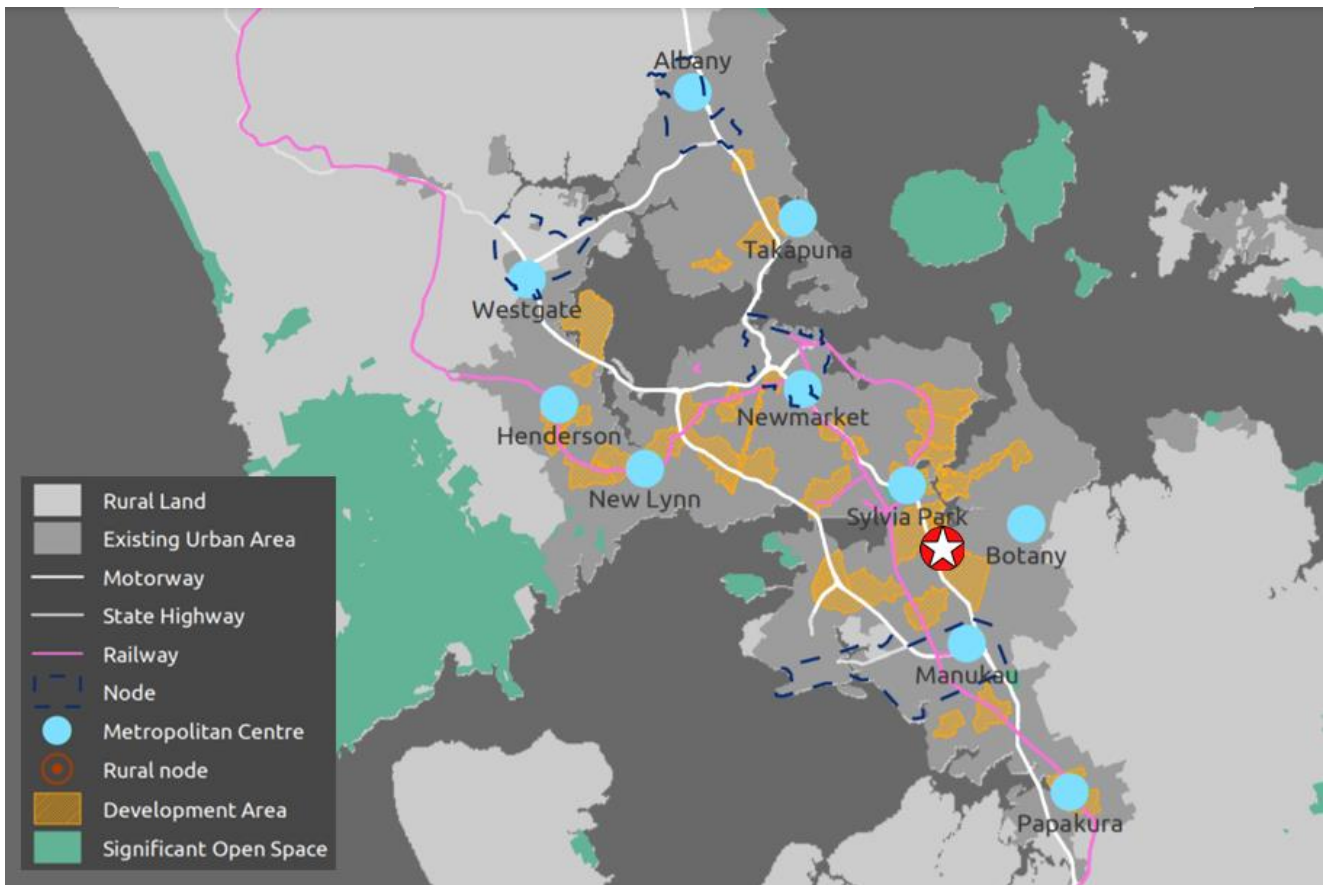 Albany
Takapuna
Westgate
Newmarket
Henderson
New Lynn
Sylvia Park
Botany
Manukau
Papakura
Rural Land
Existing Urban Area
Motorway
State Highway
Railway
Node
Metropolitan Centre
Rural node
Development Area
Significant Open Space